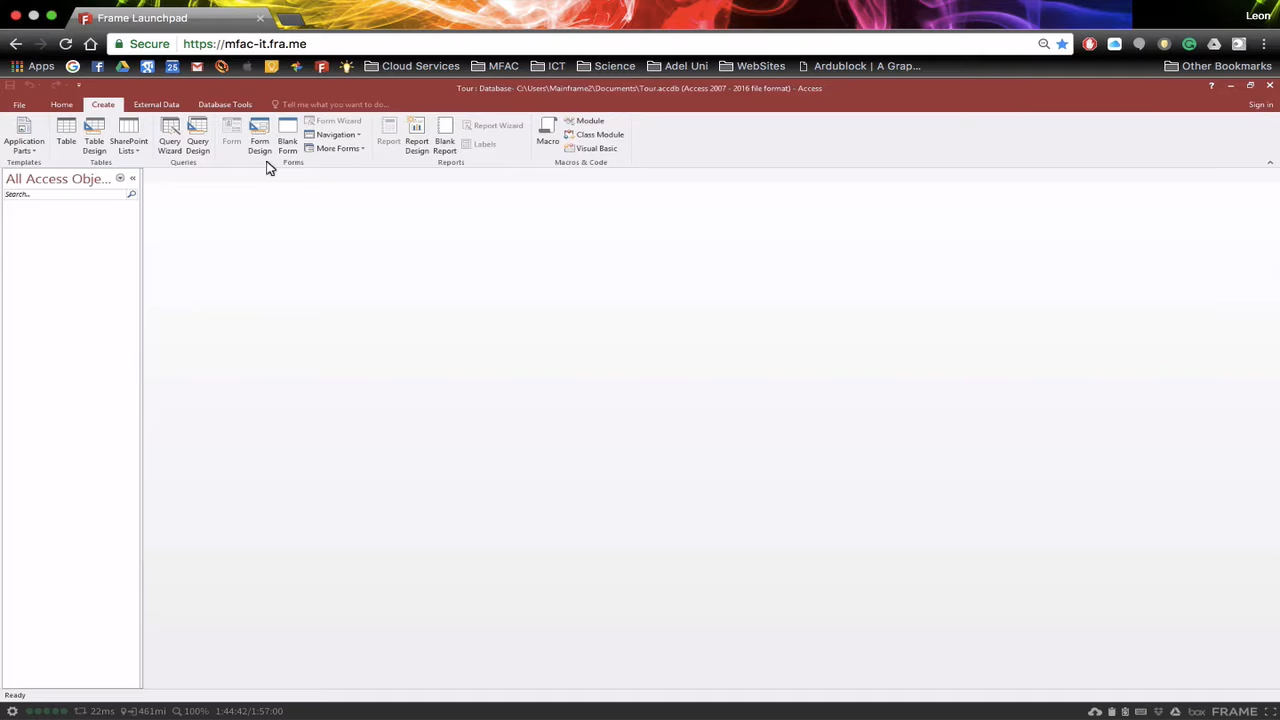 Frame Launchpad
Leon
Secure https://mfac-it.fra.me
Apps Cloud Services MFAC ICT Science Adel Uni WebSites Ardublock | A Grap... Other Bookmarks
Tour : Database- C:\Users\Mainframe2\Documents\Tour.accdb (Access 2007 - 2016 file format) - Access
File Home Create External Data Database Tools Tell me what you want to do... Sign in
Application Parts Table Table Design SharePoint Lists Query Wizard Query Design Form Form Design Blank Form Form Wizard Navigation More Forms Report Report Design Blank Report Report Wizard Labels Macro Module Class Module Visual Basic
Templates Tables Queries Forms Reports Macros & Code
All Access Obje...
Search...
Ready
22ms 461mi 100% 1:44:42/1:57:00 box FRAME